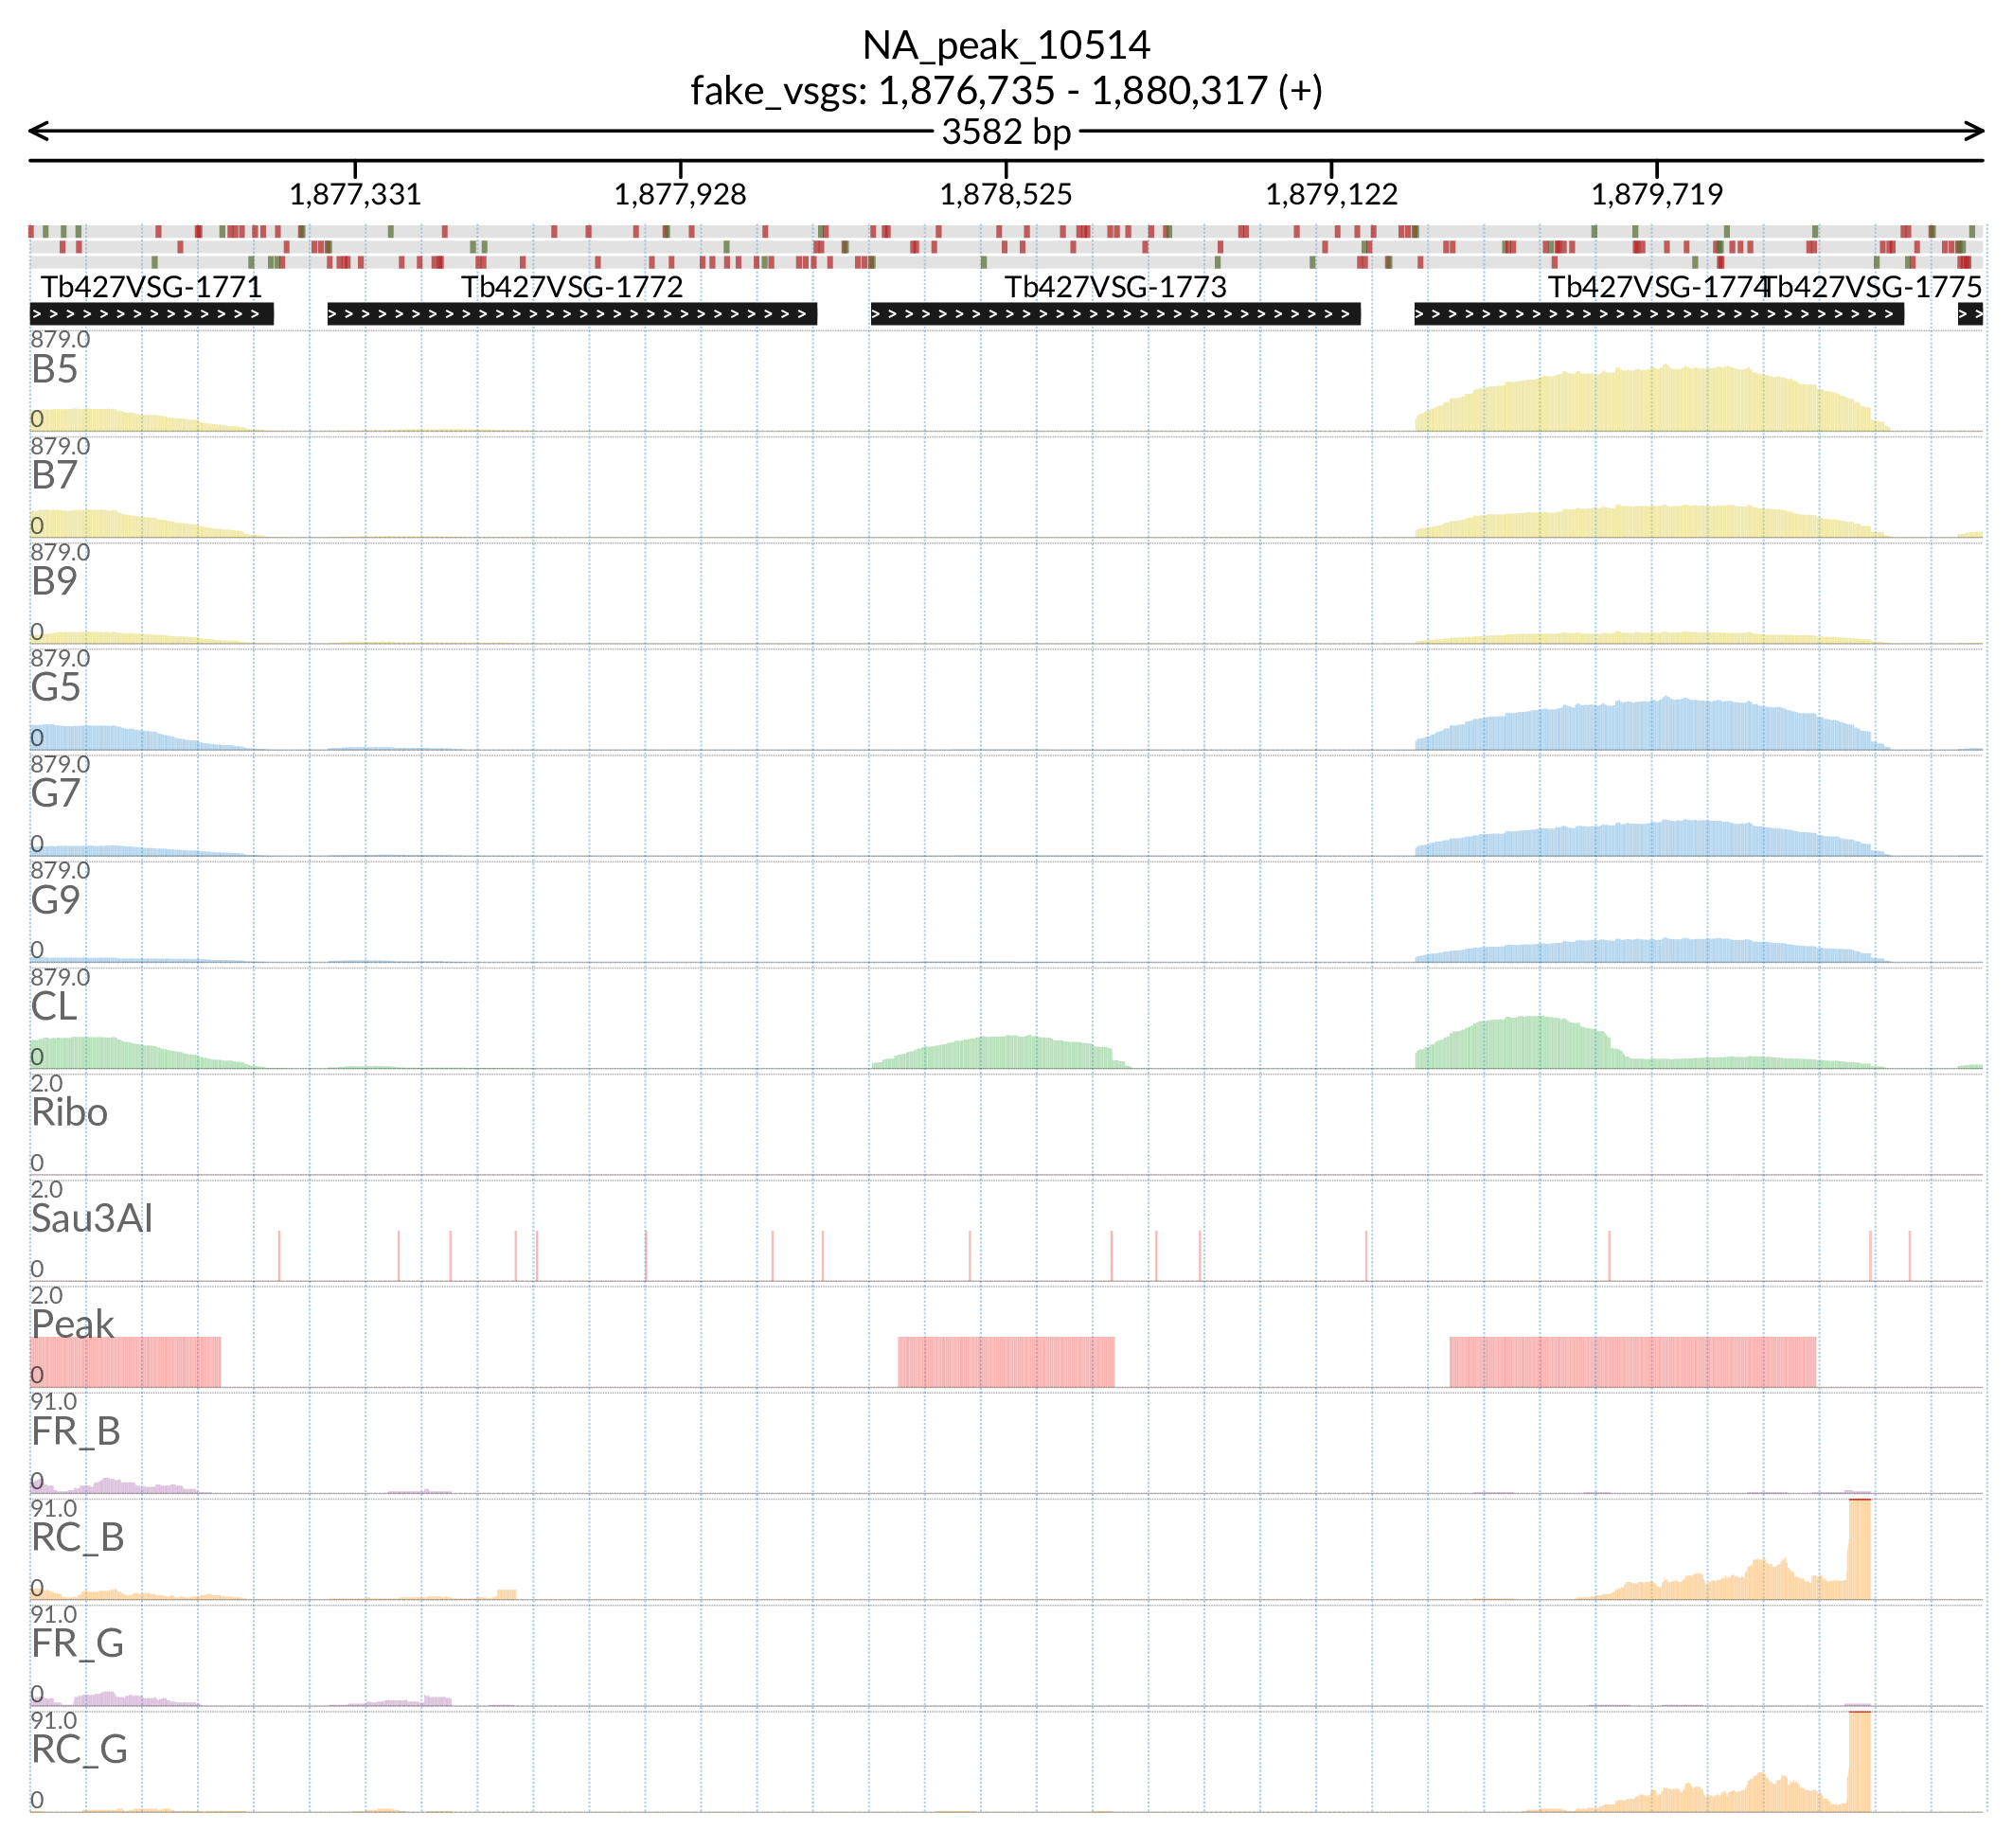 NA_peak_10514
fake_vsgs: 1,876,735 - 1,880,317 (+)
3582 bp
1,877,331 1,877,928 1,878,525 1,879,122 1,879,719
Tb427VSG-1771 Tb427VSG-1772 Tb427VSG-1773 Tb427VSG-1774 Tb427VSG-1775
879.0
B5
0
879.0
B7
0
879.0
B9
0
879.0
G5
0
879.0
G7
0
879.0
G9
0
879.0
CL
0
2.0
Ribo
0
2.0
Sau3AI
0
2.0
Peak
0
91.0
FR_B
0
91.0
RC_B
0
91.0
FR_G
0
91.0
RC_G
0